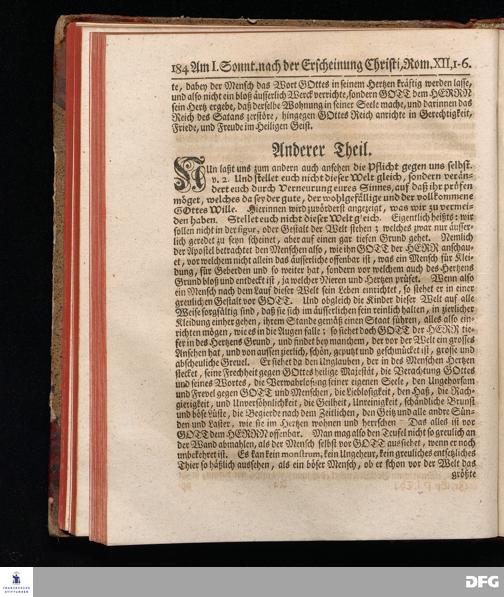 184 Am I. Sonnt. nach der Erscheinung Christi, Rom. XII, 1-6.
te, dabey der Mensch das Wort GOttes in seinem Hertzen kräftig werden lasse,
und also nicht ein bloß äusserlich Werck verrichte, sondern GOTT dem HERRN
sein Hertz ergebe, daß derselbe Wohnung in seiner Seele mache, und darinnen das
Reich des Satans zerstöre, hingegen GOttes Reich anrichte in Gerechtigkeit,
Friede, und Freude im Heiligen Geist.
Anderer Theil.
NUn laßt uns zum andern auch ansehen die Pflicht gegen uns selbst.
v. 2. Und stellet euch nicht dieser Welt gleich, sondern verän-
dert euch durch Verneurung eures Sinnes, auf daß ihr prüfen
möget, welches da sey der gute, der wohlgefällige und der vollkommene
GOttes Wille. Hierinnen wird zuvörderst angezeigt, was wir zu vermei-
den haben. Stellet euch nicht dieser Welt gleich. Eigentlich heißts: wir
sollen nicht in der figur, oder Gestalt der Welt stehen; welches zwar nur äusser-
lich geredet zu seyn scheinet, aber auf einen gar tiefen Grund gehet. Nemlich
der Apostel betrachtet den Menschen also, wie ihn GOTT der HERR anschau-
et, vor welchem nicht allein das äusserliche offenbar ist, was ein Mensch für Klei-
dung, für Geberden und so weiter hat, sondern vor welchem auch des Hertzens
Grund bloß und entdeckt ist, ja welcher Nieren und Hertzen prüfet. Wenn also
ein Mensch nach dem Lauf dieser Welt sein Leben einrichtet, so stehet er in einer
greulichen Gestalt vor GOTT. Und obgleich die Kinder dieser Welt auf alle
Weise sorgfältig sind, daß sie sich im äusserlichen fein reinlich halten, in zierlicher
Kleidung einher gehen, ihrem Stande gemäß einen Staat führen, alles also ein-
richten mögen, wie es in die Augen falle: so siehet doch GOTT der HERR tie-
fer in des Hertzens Grund, und findet bey manchem, der vor der Welt ein grosses
Ansehen hat, und von aussen zierlich, schön, geputzt und geschmücket ist, grosse und
abscheuliche Greuel. Er siehet da den Unglauben, der in des Menschen Hertzen
stecket, seine Frechheit gegen GOttes heilige Majestät, die Verachtung GOttes
und seines Wortes, die Verwahrlosung seiner eigenen Seele, den Ungehorsam
und Frevel gegen GOTT und Menschen, die Lieblosigkeit, den Haß, die Rach-
gierigkeit, und Unversöhnlichkeit, die Geilheit, Unreinigkeit, schändliche Brunst
und böse Lüste, die Begierde nach dem Zeitlichen, den Geitz und alle andre Sün-
den und Laster, wie sie im Hertzen wohnen und herrschen. Das alles ist vor
GOTT dem HERRN offenbar. Man mag also den Teufel nicht so greulich an
der Wand abmahlen, als der Mensch selbst vor GOTT aussiehet, wenn er noch
unbekehret ist. Es kan kein monstrum, kein Ungeheur, kein greuliches entsetzliches
Thier so häßlich aussehen, als ein böser Mensch, ob er schon vor der Welt das
größte
FRANCKESCHE
STIFTUNGEN
DFG